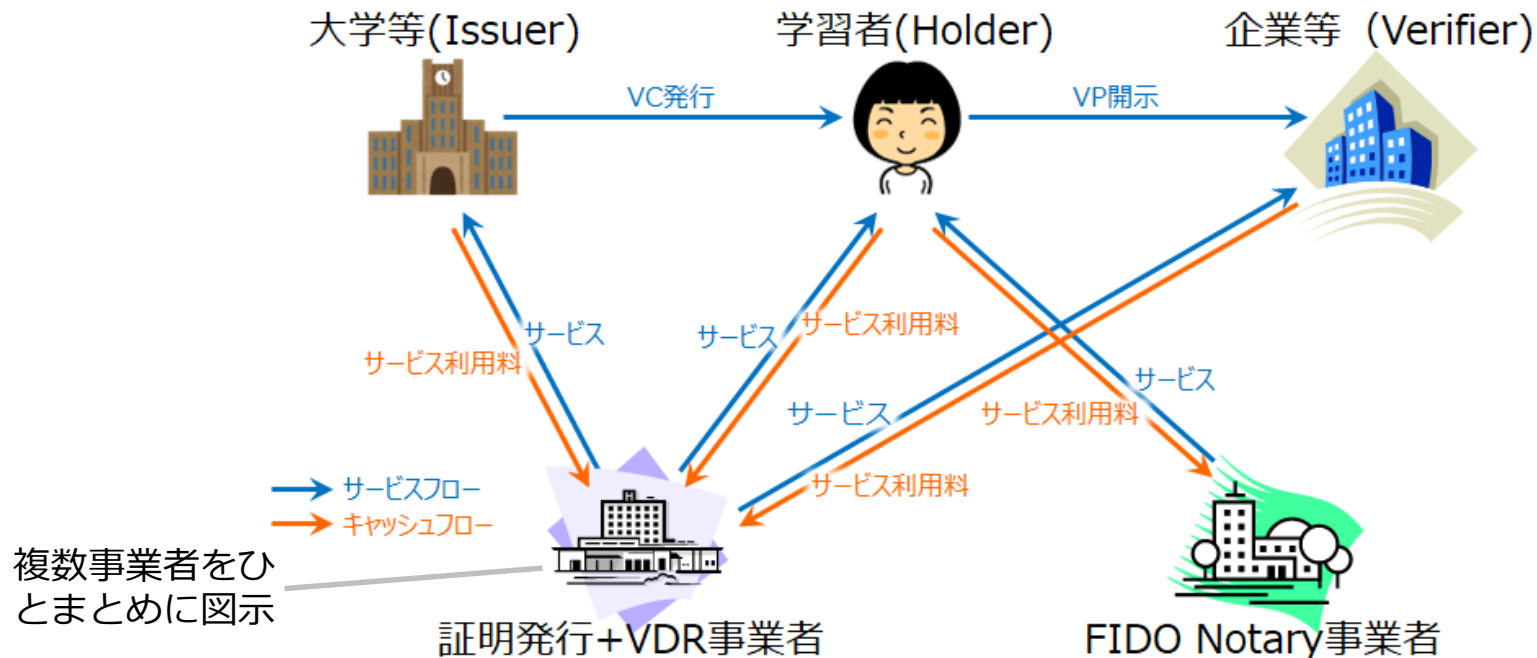 大学等(Issuer)
学習者(Holder)
企業等（Verifier)
VC発行
VP開示
サービス
サービス利用料
サービス
サービス利用料
サービス
サービス利用料
サービス
サービス利用料
サービスフロー
キャッシュフロー
複数事業者をひ
とまとめに図示
証明発行+VDR事業者
FIDO Notary事業者